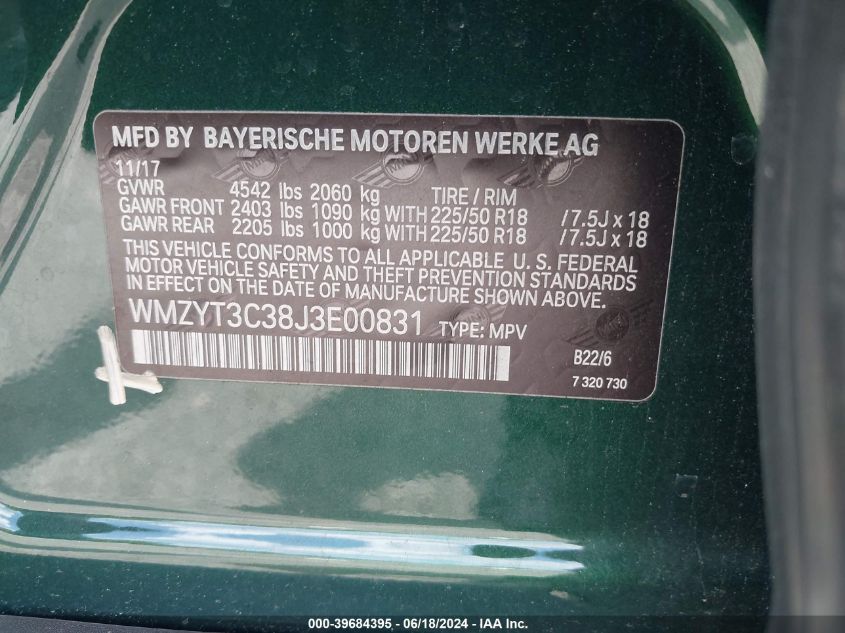 MFD BY BAYERISCHE MOTOREN WERKE AG
11/17
GVWR 4542 lbs 2060 kg TIRE / RIM
GAWR FRONT 2403 lbs 1090 kg WITH 225/50 R18 /7.5J x 18
GAWR REAR 2205 lbs 1000 kg WITH 225/50 R18 /7.5J x 18
THIS VEHICLE CONFORMS TO ALL APPLICABLE U. S. FEDERAL
MOTOR VEHICLE SAFETY AND THEFT PREVENTION STANDARDS
IN EFFECT ON THE DATE OF MANUFACTURE SHOWN ABOVE.
WMZYT3C38J3E00831 TYPE: MPV
B22/6
7 320 730
000-39684395 - 06/18/2024 - IAA Inc.